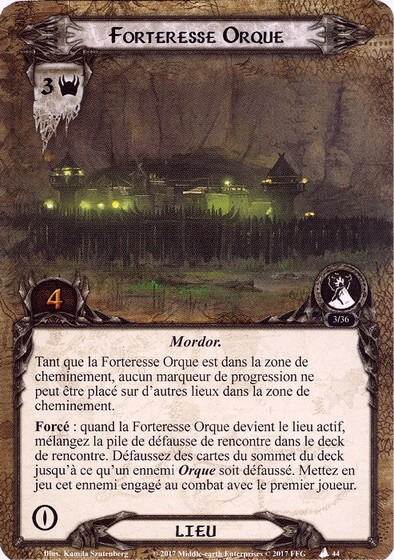 Forteresse Orque
3
4
3/36
Mordor.
Tant que la Forteresse Orque est dans la zone de
cheminement, aucun marqueur de progression ne
peut être placé sur d'autres lieux dans la zone de
cheminement.
Forcé : quand la Forteresse Orque devient le lieu actif,
mélangez la pile de défausse de rencontre dans le deck
de rencontre. Défaussez des cartes du sommet du deck
jusqu'à ce qu'un ennemi Orque soit défaussé. Mettez en
jeu cet ennemi engagé au combat avec le premier joueur.
LIEU
Illus. Kamila Szutenberg © 2017 Middle-earth Enterprises © 2017 FFG 44